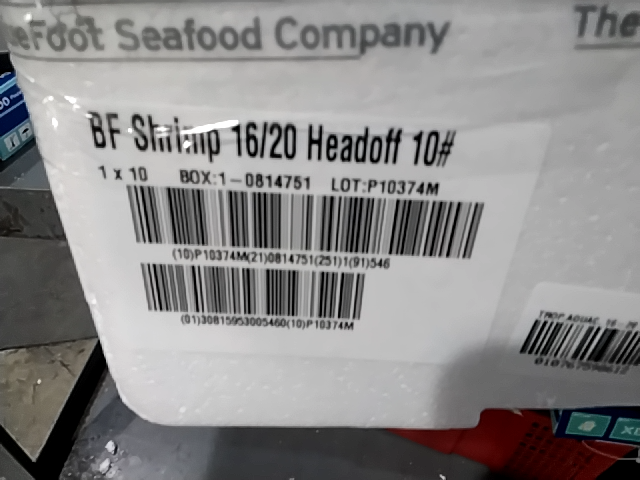 eFoot Seafood Company The
BF Shrimp 16/20 Headoff 10#
1 x 10 BOX:1-0814751 LOT:P10374M
(10)P10374M(21)0814751(251)1(91)546
(01)30815953005460(10)P10374M